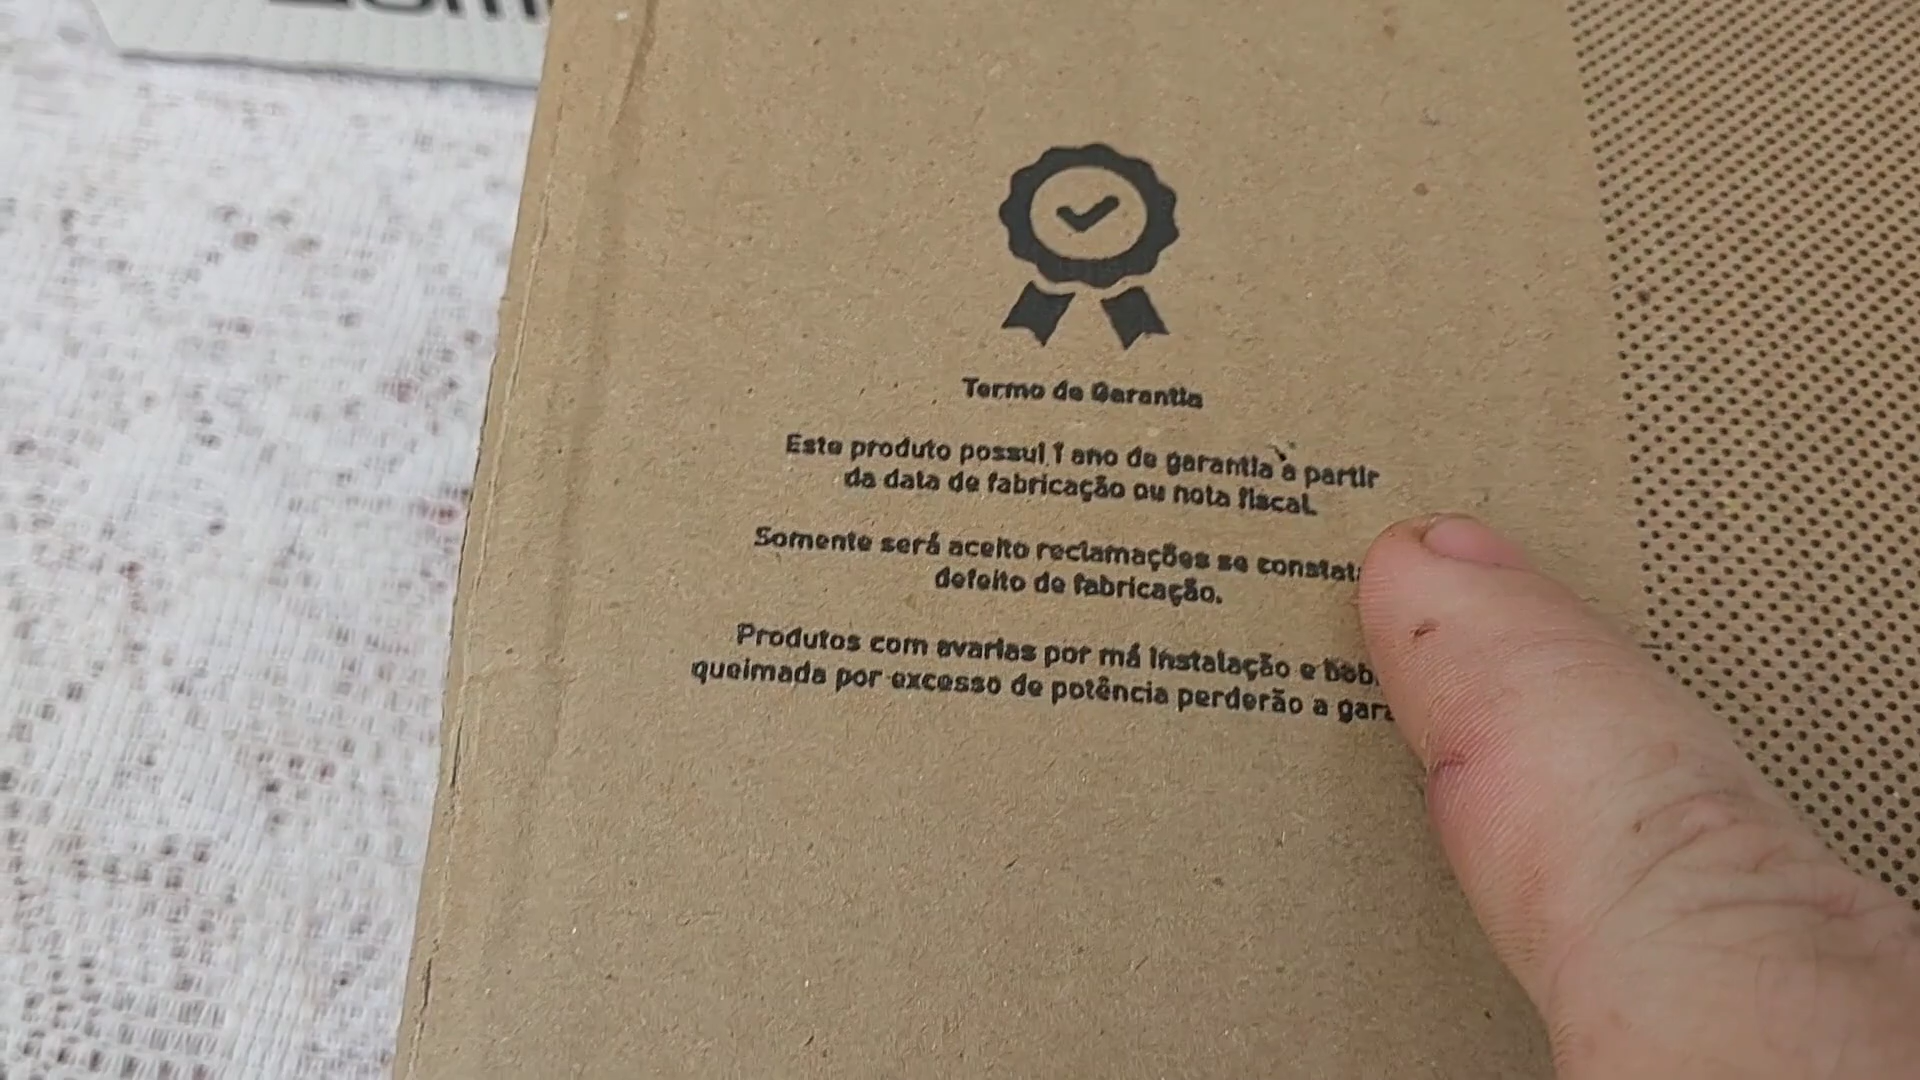 Termo de Garantia
Este produto possui 1 ano de garantia a partir
da data de fabricação ou nota fiscal.
Somente será aceito reclamações se
defeito de fabricação.
Produtos com avarias por má instalação e
queimada por excesso de potência perderão a